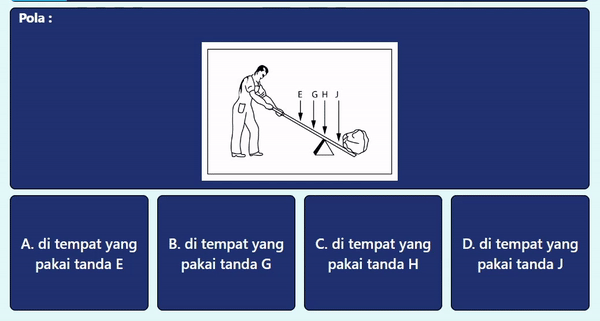 Pola :
E G H J
A. di tempat yang
pakai tanda E
B. di tempat yang
pakai tanda G
C. di tempat yang
pakai tanda H
D. di tempat yang
pakai tanda J